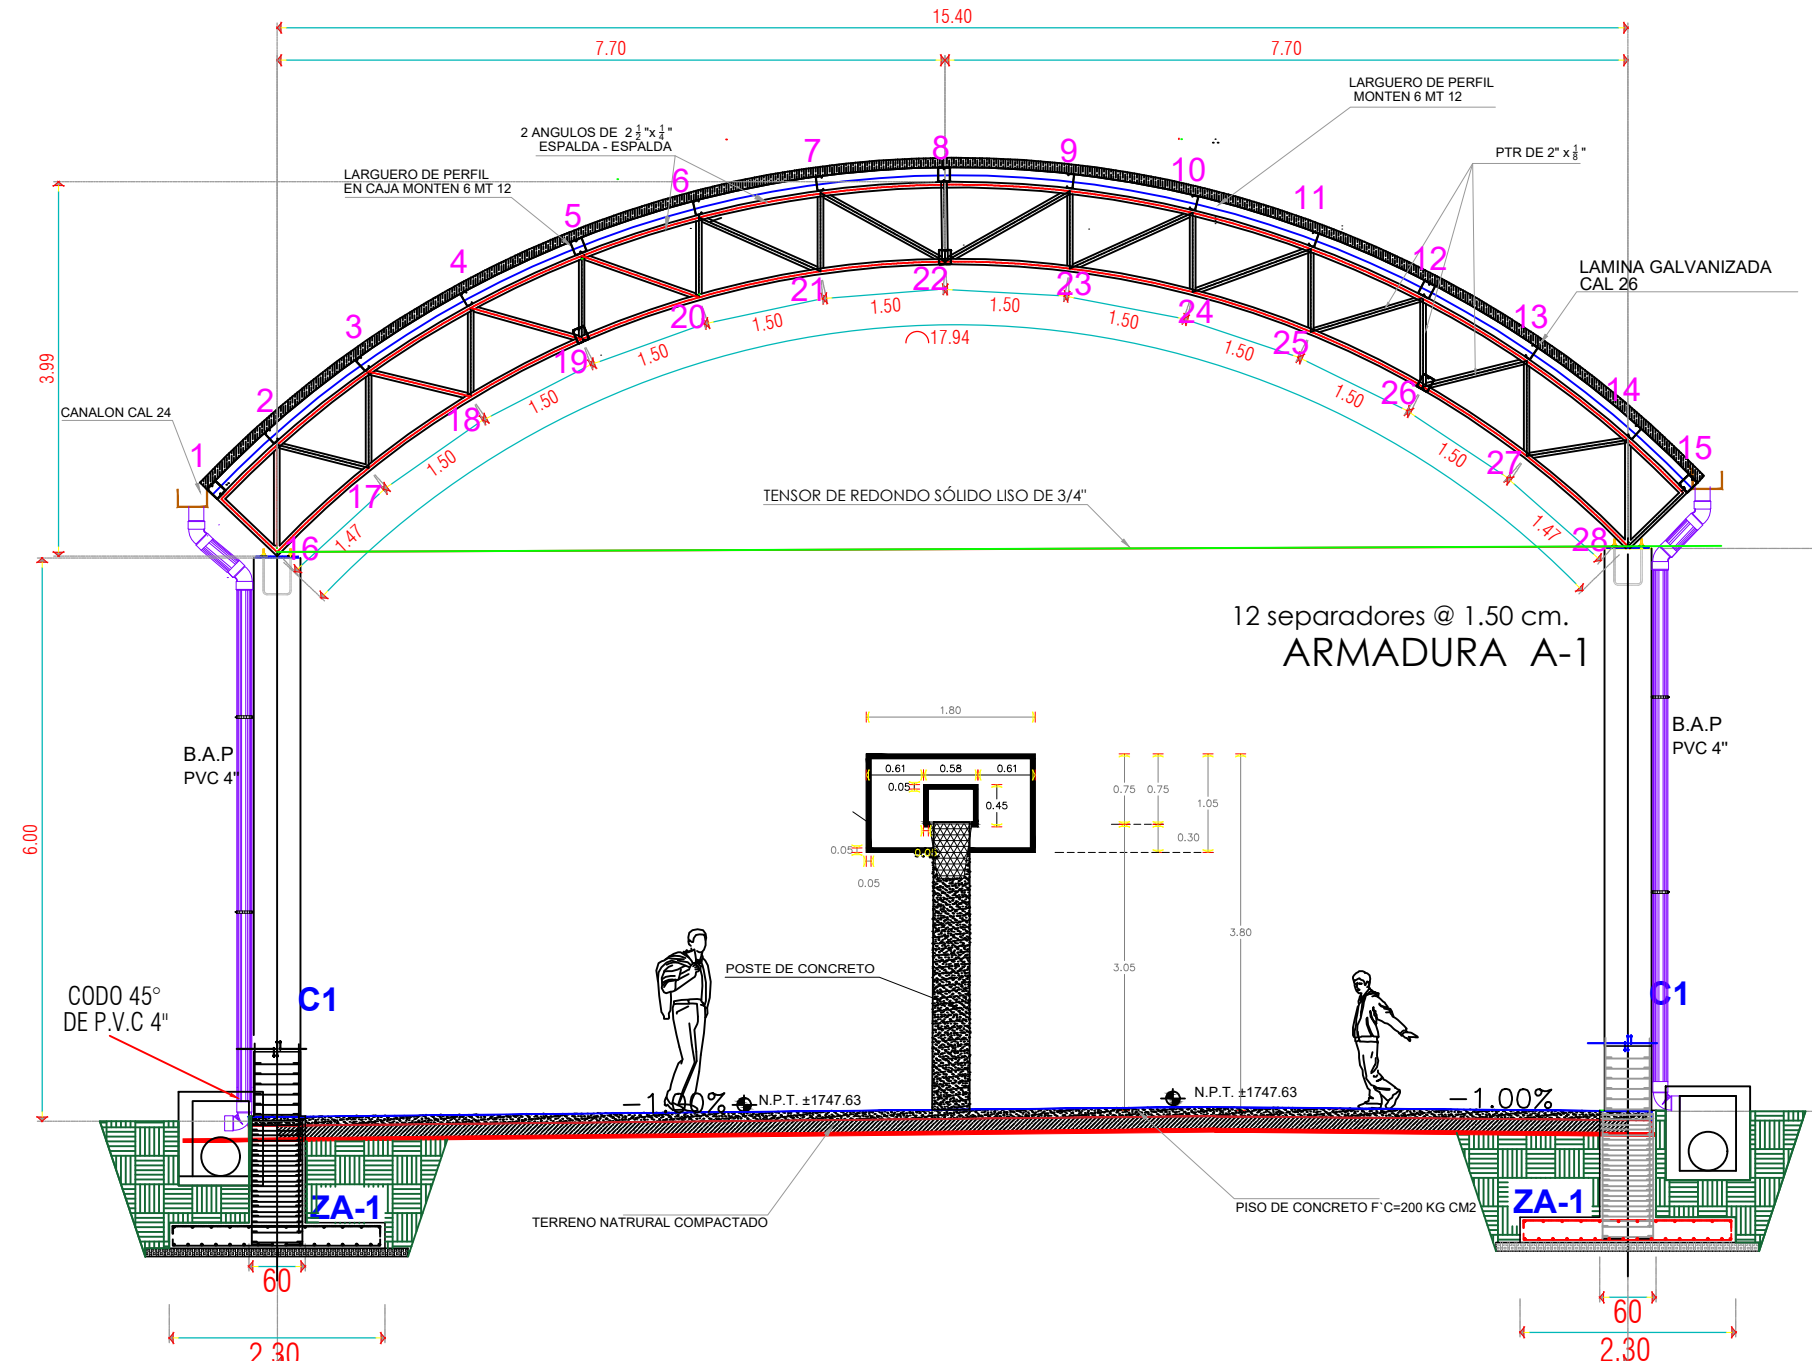 15.40
7.70
7.70
LARGUERO DE PERFIL
MONTEN 6 MT 12
2 ANGULOS DE 2 1/2"x 1/4"
ESPALDA - ESPALDA
PTR DE 2" x 1/8"
LARGUERO DE PERFIL
EN CAJA MONTEN 6 MT 12
LAMINA GALVANIZADA
CAL 26
CANALON CAL 24
1
2
3
4
5
6
7
8
9
10
11
12
13
14
15
16
17
18
19
20
21
22
23
24
25
26
27
28
1.47
1.50
1.50
1.50
1.50
1.50
1.50
1.50
1.50
1.50
1.50
1.47
17.94
3.99
6.00
TENSOR DE REDONDO SÓLIDO LISO DE 3/4"
12 separadores @ 1.50 cm.
ARMADURA A-1
B.A.P
PVC 4"
B.A.P
PVC 4"
1.80
0.61
0.58
0.61
0.05
0.45
0.05
0.05
0.05
0.75
0.75
1.05
0.30
3.80
3.05
POSTE DE CONCRETO
CODO 45°
DE P.V.C 4"
C1
C1
-1.00%
N.P.T. ±1747.63
N.P.T. ±1747.63
-1.00%
ZA-1
ZA-1
TERRENO NATRURAL COMPACTADO
PISO DE CONCRETO F`C=200 KG CM2
60
2.30
60
2.30